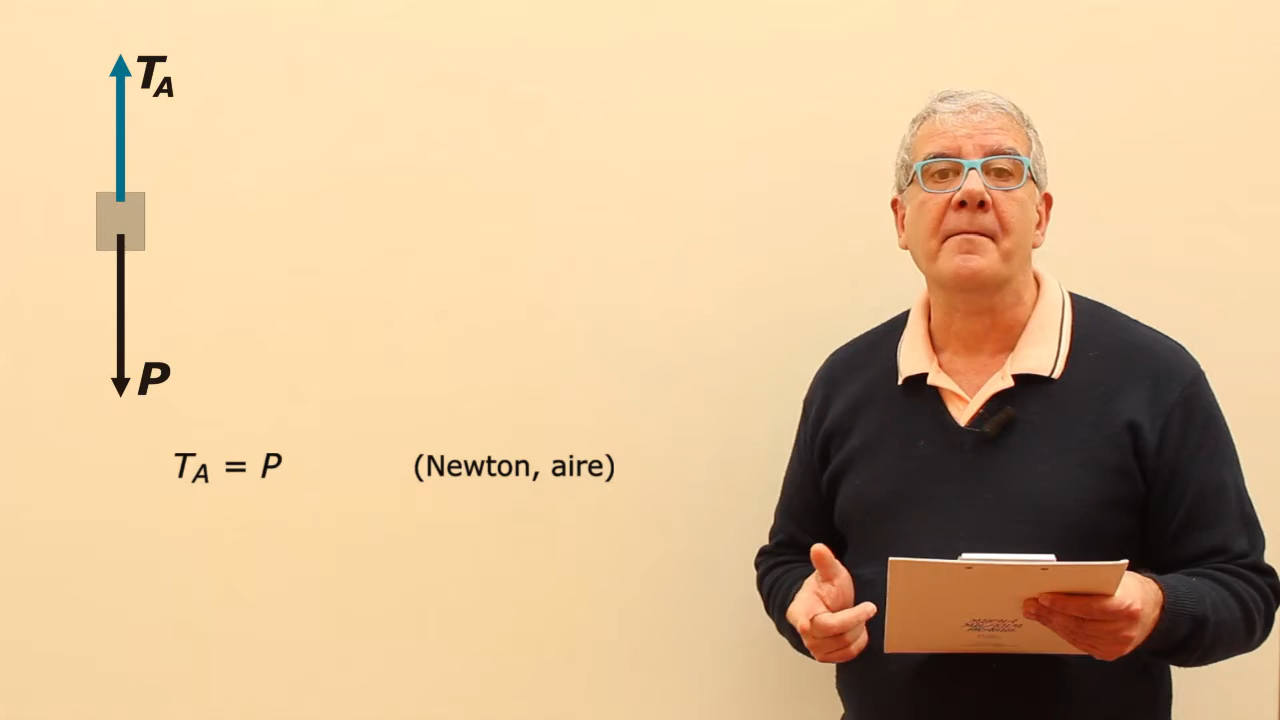 T_A
P
T_A = P (Newton, aire)